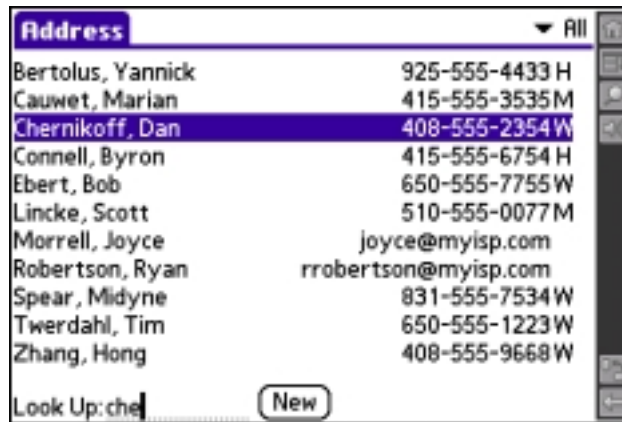 Address All
Bertolus, Yannick 925-555-4433 H
Cauwet, Marian 415-555-3535 M
Chernikoff, Dan 408-555-2354 W
Connell, Byron 415-555-6754 H
Ebert, Bob 650-555-7755 W
Lincke, Scott 510-555-0077 M
Morrell, Joyce joyce@myisp.com
Robertson, Ryan rrobertson@myisp.com
Spear, Midyne 831-555-7534 W
Twerdahl, Tim 650-555-1223 W
Zhang, Hong 408-555-9668 W
Look Up: che New